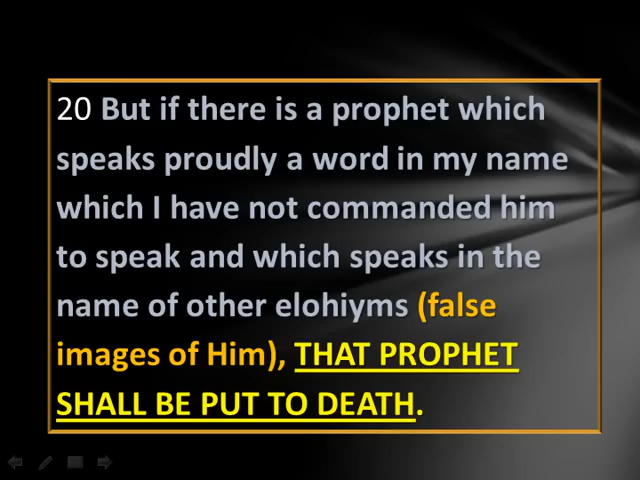 20 But if there is a prophet which
speaks proudly a word in my name
which I have not commanded him
to speak and which speaks in the
name of other elohiyms (false
images of Him), THAT PROPHET
SHALL BE PUT TO DEATH.